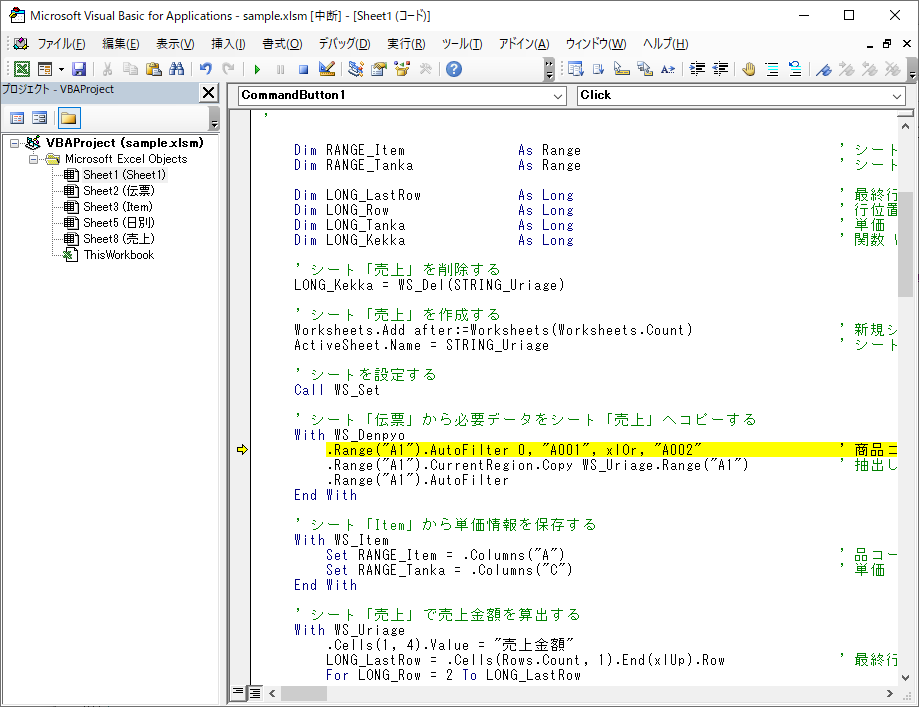 Microsoft Visual Basic for Applications - sample.xlsm [中断] - [Sheet1 (コード)]
ファイル(F) 編集(E) 表示(V) 挿入(I) 書式(O) デバッグ(D) 実行(R) ツール(T) アドイン(A) ウィンドウ(W) ヘルプ(H)
プロジェクト - VBAProject
VBAProject (sample.xlsm)
Microsoft Excel Objects
Sheet1 (Sheet1)
Sheet2 (伝票)
Sheet3 (Item)
Sheet5 (日別)
Sheet8 (売上)
ThisWorkbook
CommandButton1 Click
'
Dim RANGE_Item As Range ' シート
Dim RANGE_Tanka As Range ' シート
Dim LONG_LastRow As Long ' 最終行
Dim LONG_Row As Long ' 行位置
Dim LONG_Tanka As Long ' 単価
Dim LONG_Kekka As Long ' 関数
' シート「売上」を削除する
LONG_Kekka = WS_Del(STRING_Uriage)
' シート「売上」を作成する
Worksheets.Add after:=Worksheets(Worksheets.Count) ' 新規シ
ActiveSheet.Name = STRING_Uriage ' シート
' シートを設定する
Call WS_Set
' シート「伝票」から必要データをシート「売上」へコピーする
With WS_Denpyo
.Range("A1").AutoFilter 0, "A001", xlOr, "A002" ' 商品コ
.Range("A1").CurrentRegion.Copy WS_Uriage.Range("A1") ' 抽出し
.Range("A1").AutoFilter
End With
' シート「Item」から単価情報を保存する
With WS_Item
Set RANGE_Item = .Columns("A") ' 品コー
Set RANGE_Tanka = .Columns("C") ' 単価
End With
' シート「売上」で売上金額を算出する
With WS_Uriage
.Cells(1, 4).Value = "売上金額"
LONG_LastRow = .Cells(Rows.Count, 1).End(xlUp).Row ' 最終行
For LONG_Row = 2 To LONG_LastRow